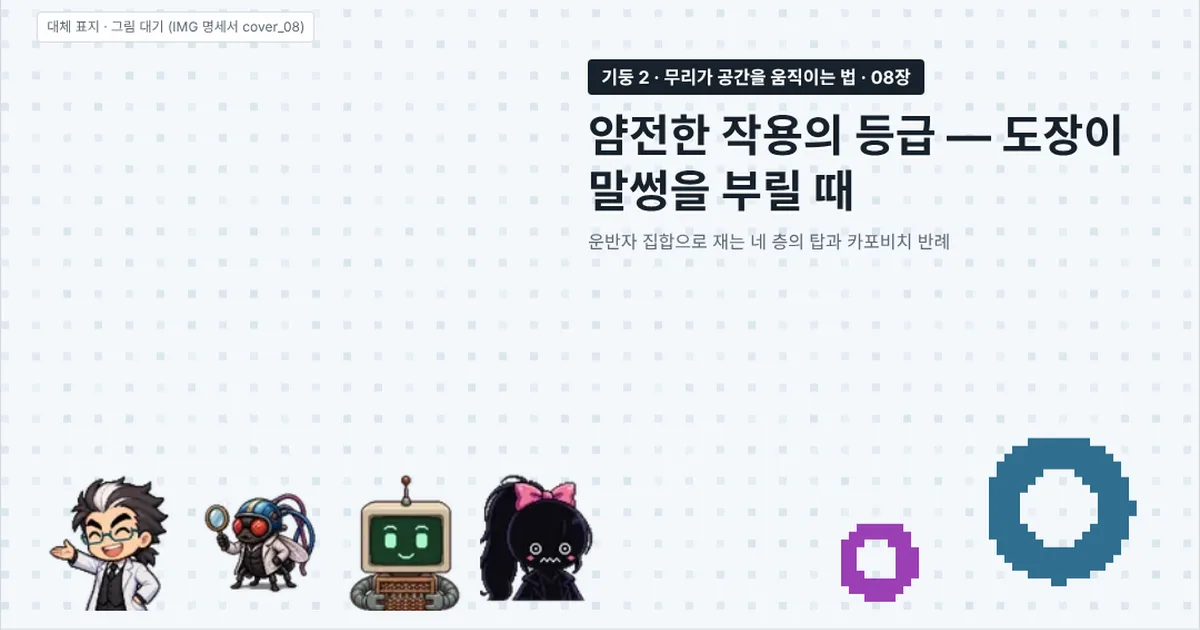 대체 표지 · 그림 대기 (IMG 명세서 cover_08)
기둥 2 · 무리가 공간을 움직이는 법 · 08장
얌전한 작용의 등급 — 도장이
말썽을 부릴 때
운반자 집합으로 재는 네 층의 탑과 카포비치 반례